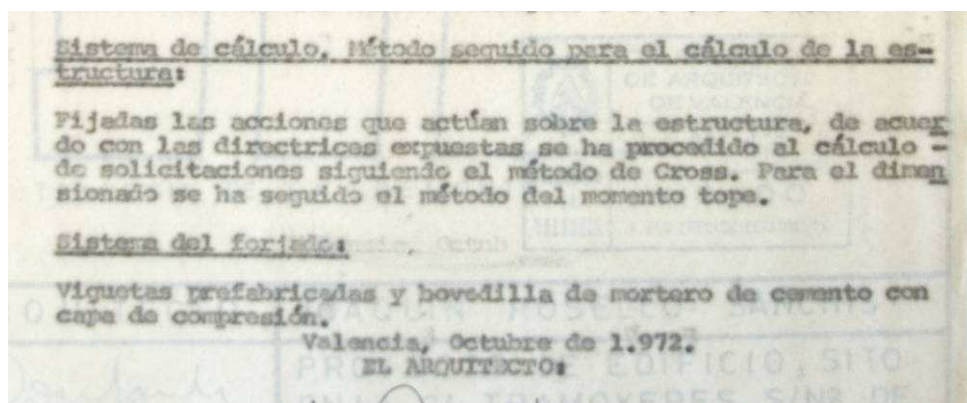 Sistema de cálculo. Método seguido para el cálculo de la es-
tructura:
Fijadas las acciones que actúan sobre la estructura, de acuer
do con las directrices expuestas se ha procedido al cálculo -
de solicitaciones siguiendo el método de Cross. Para el dimen
sionado se ha seguido el método del momento tope.
Sistema del forjado:
Viguetas prefabricadas y bovedilla de mortero de cemento con
capa de compresión.
Valencia, Octubre de 1.972.
EL ARQUITECTO: